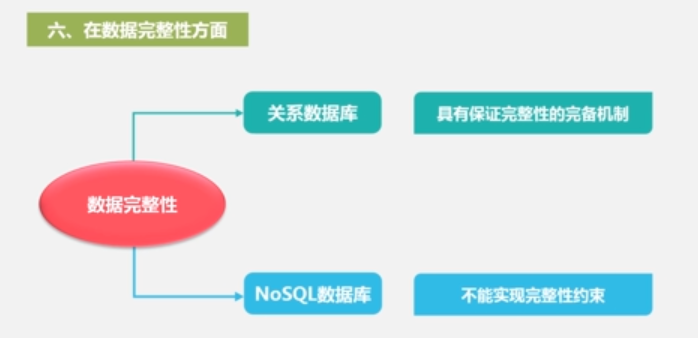 六、在数据完整性方面
关系数据库
具有保证完整性的完备机制
数据完整性
NoSQL数据库
不能实现完整性约束